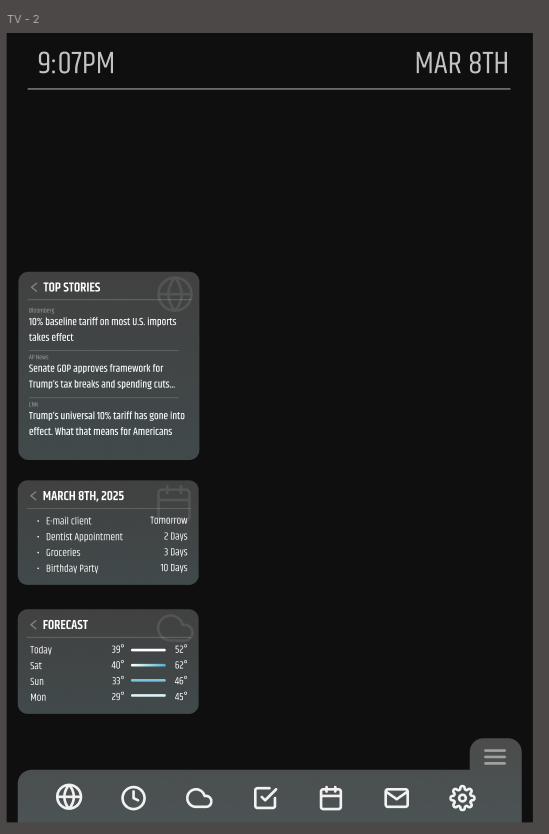 TV - 2
9:07PM
MAR 8TH
TOP STORIES
Bloomberg
10% baseline tariff on most U.S. imports
takes effect
AP News
Senate GOP approves framework for
Trump's tax breaks and spending cuts...
CNN
Trump's universal 10% tariff has gone into
effect. What that means for Americans
MARCH 8TH, 2025
• E-mail client Tomorrow
• Dentist Appointment 2 Days
• Groceries 3 Days
• Birthday Party 10 Days
FORECAST
Today 39° 52°
Sat 40° 62°
Sun 33° 46°
Mon 29° 45°